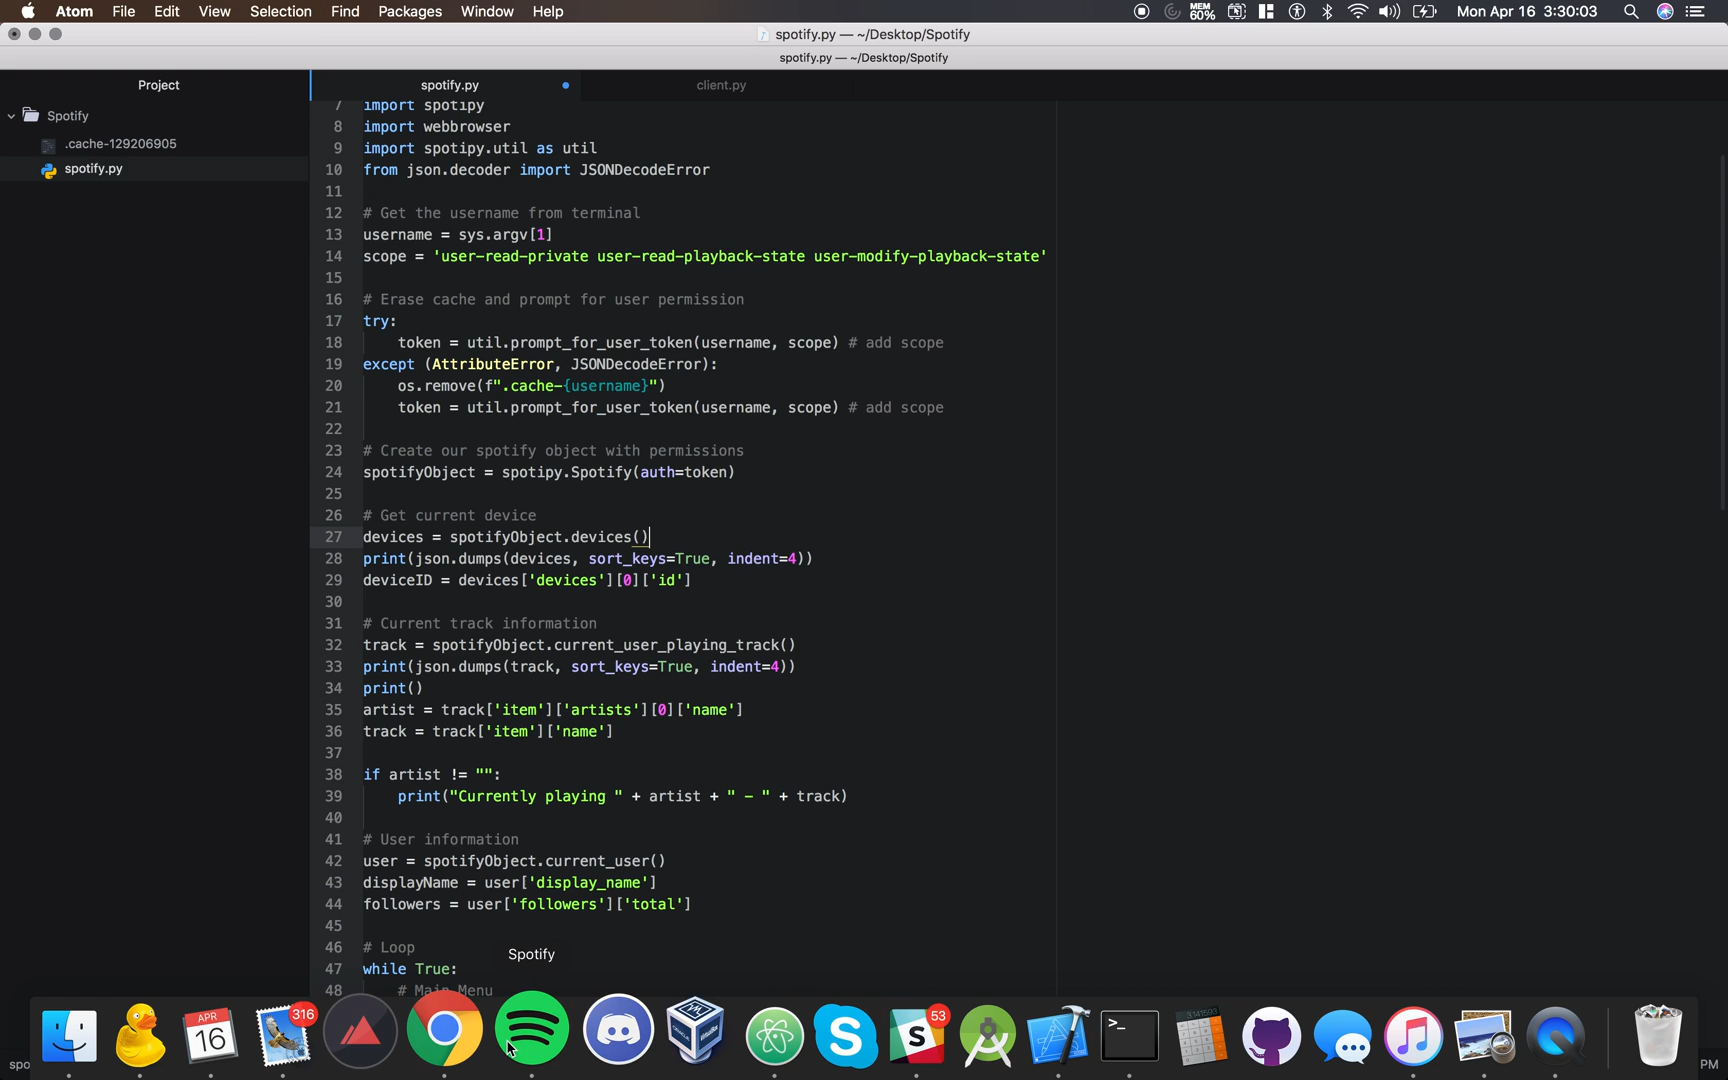 Atom File Edit View Selection Find Packages Window Help
MEM 60%
Mon Apr 16 3:30:03
spotify.py — ~/Desktop/Spotify
spotify.py — ~/Desktop/Spotify
Project
spotify.py
client.py
Spotify
.cache-129206905
spotify.py
7 import spotipy
8 import webbrowser
9 import spotipy.util as util
10 from json.decoder import JSONDecodeError
11
12 # Get the username from terminal
13 username = sys.argv[1]
14 scope = 'user-read-private user-read-playback-state user-modify-playback-state'
15
16 # Erase cache and prompt for user permission
17 try:
18 token = util.prompt_for_user_token(username, scope) # add scope
19 except (AttributeError, JSONDecodeError):
20 os.remove(f".cache-{username}")
21 token = util.prompt_for_user_token(username, scope) # add scope
22
23 # Create our spotify object with permissions
24 spotifyObject = spotipy.Spotify(auth=token)
25
26 # Get current device
27 devices = spotifyObject.devices()
28 print(json.dumps(devices, sort_keys=True, indent=4))
29 deviceID = devices['devices'][0]['id']
30
31 # Current track information
32 track = spotifyObject.current_user_playing_track()
33 print(json.dumps(track, sort_keys=True, indent=4))
34 print()
35 artist = track['item']['artists'][0]['name']
36 track = track['item']['name']
37
38 if artist != "":
39 print("Currently playing " + artist + " - " + track)
40
41 # User information
42 user = spotifyObject.current_user()
43 displayName = user['display_name']
44 followers = user['followers']['total']
45
46 # Loop
47 while True:
48 # Main Menu
Spotify
APR
16
316
53
3.141593
spo
PM